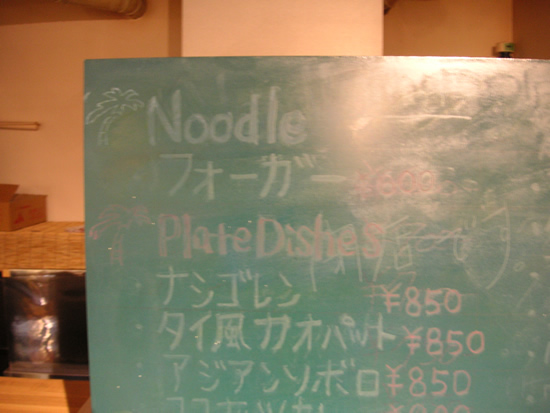 Noodle
フォーガー ¥600
Plate Dishes
・ナシゴレン ¥850
・タイ風カオパット ¥850
・アジアンソボロ ¥850